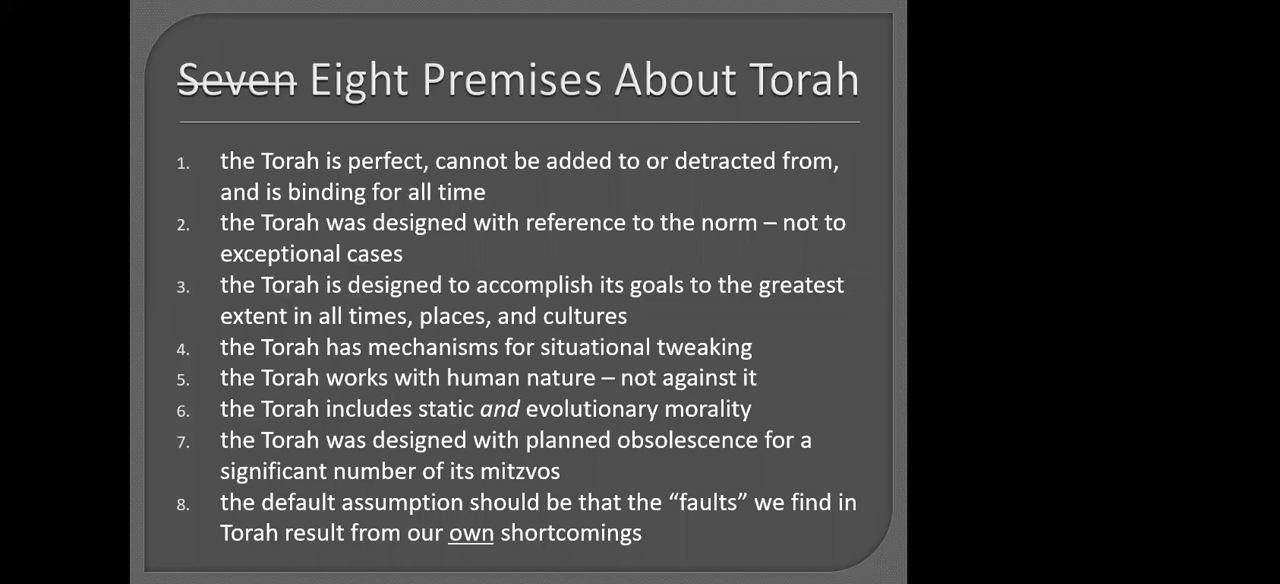 Seven Eight Premises About Torah
1. the Torah is perfect, cannot be added to or detracted from,
and is binding for all time
2. the Torah was designed with reference to the norm – not to
exceptional cases
3. the Torah is designed to accomplish its goals to the greatest
extent in all times, places, and cultures
4. the Torah has mechanisms for situational tweaking
5. the Torah works with human nature – not against it
6. the Torah includes static and evolutionary morality
7. the Torah was designed with planned obsolescence for a
significant number of its mitzvos
8. the default assumption should be that the “faults” we find in
Torah result from our own shortcomings